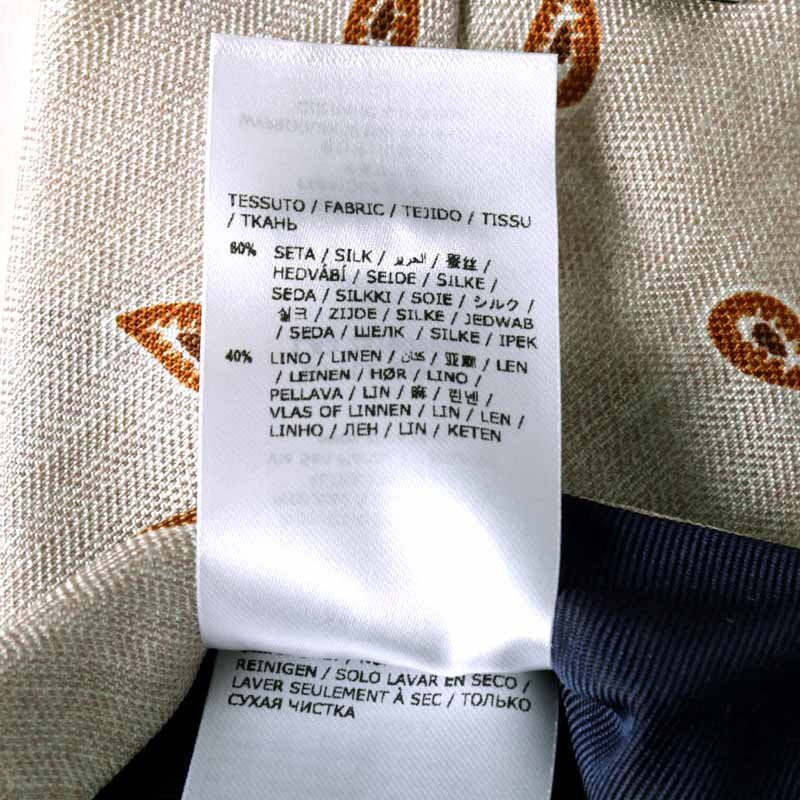 TESSUTO / FABRIC / TEJIDO / TISSU
/ ТКАНЬ
60% SETA / SILK / الحرير / 蚕丝 /
HEDVÁBÍ / SEIDE / SILKE /
SEDA / SILKKI / SOIE / シルク /
실크 / ZIJDE / SILKE / JEDWAB
/ SEDA / ШЕЛК / SILKE / IPEK
40% LINO / LINEN / كتان / 亚麻 / LEN
/ LEINEN / HØR / LINO /
PELLAVA / LIN / 麻 / 린넨 /
VLAS OF LINNEN / LIN / LEN /
LINHO / ЛЕН / LIN / KETEN
REINIGEN / SOLO LAVAR EN SECO /
LAVER SEULEMENT À SEC / ТОЛЬКО
СУХАЯ ЧИСТКА